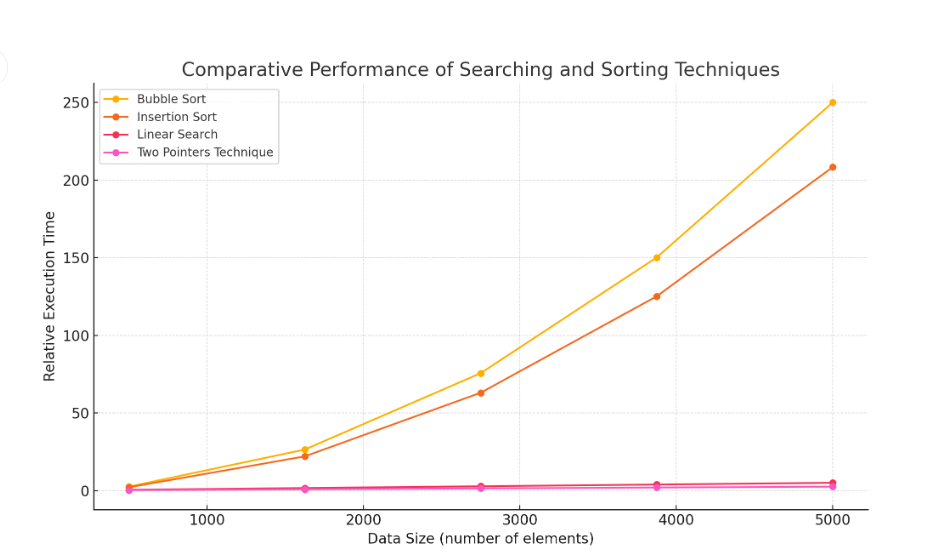 Comparative Performance of Searching and Sorting Techniques
Bubble Sort
Insertion Sort
Linear Search
Two Pointers Technique
Relative Execution Time
250
200
150
100
50
0
1000
2000
3000
4000
5000
Data Size (number of elements)